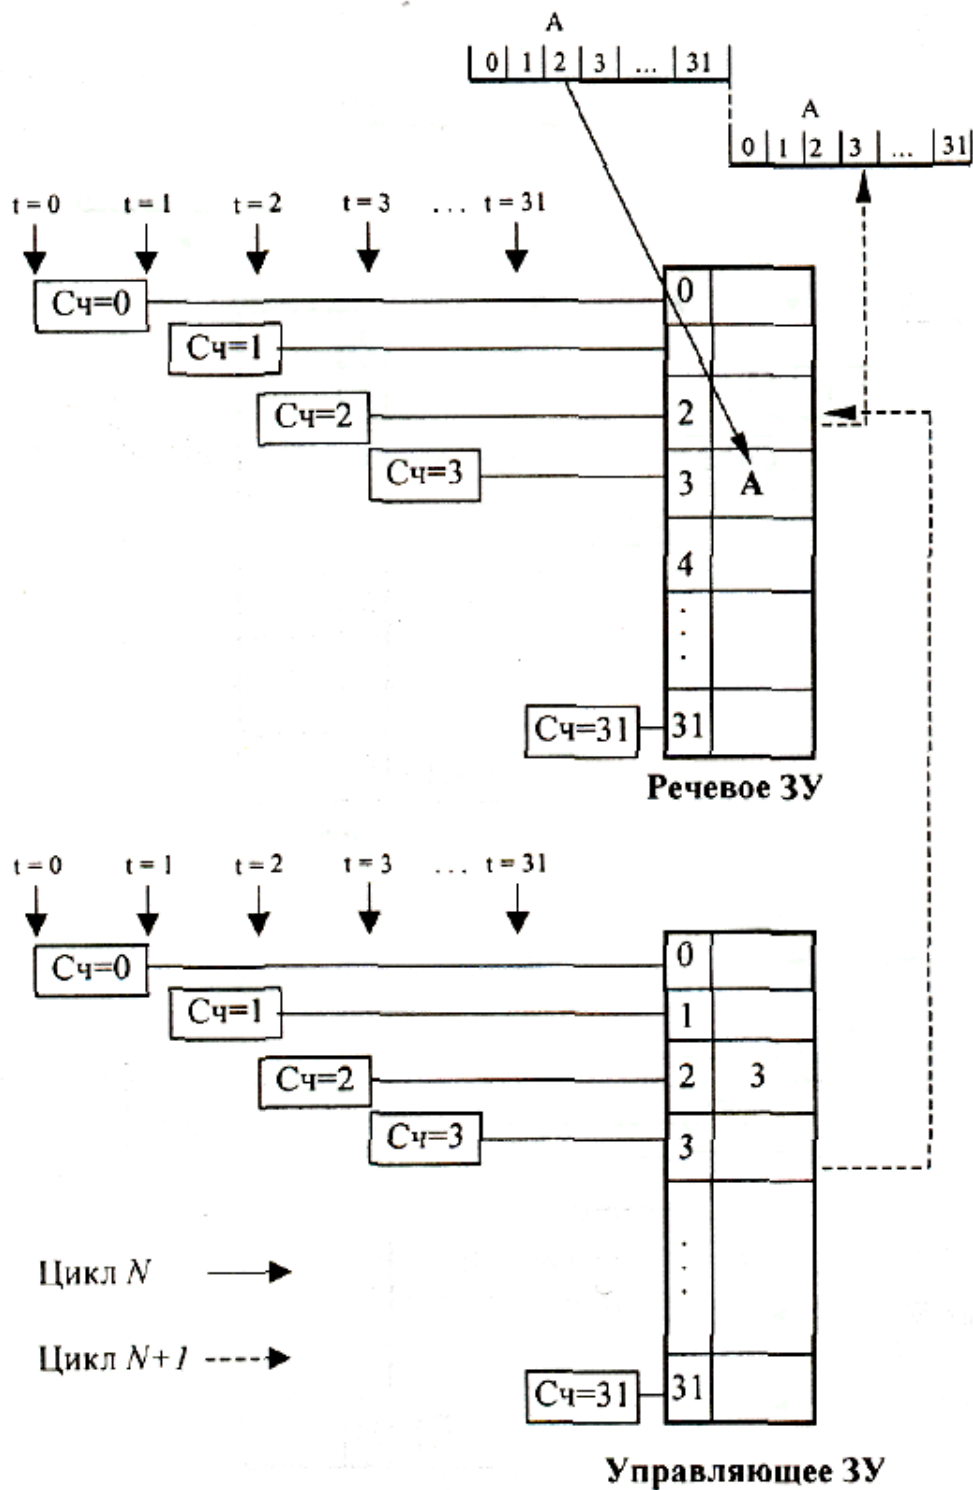 A
0 1 2 3 ... 31
A
0 1 2 3 ... 31
t = 0 t = 1 t = 2 t = 3 ... t = 31
Сч=0
0
Сч=1
Сч=2
2
Сч=3
3 A
4
.
.
.
Сч=31
31
Речевое ЗУ
t = 0 t = 1 t = 2 t = 3 ... t = 31
Сч=0
0
Сч=1
1
Сч=2
2 3
Сч=3
3
.
.
.
Цикл N
Цикл N+1
Сч=31
31
Управляющее ЗУ